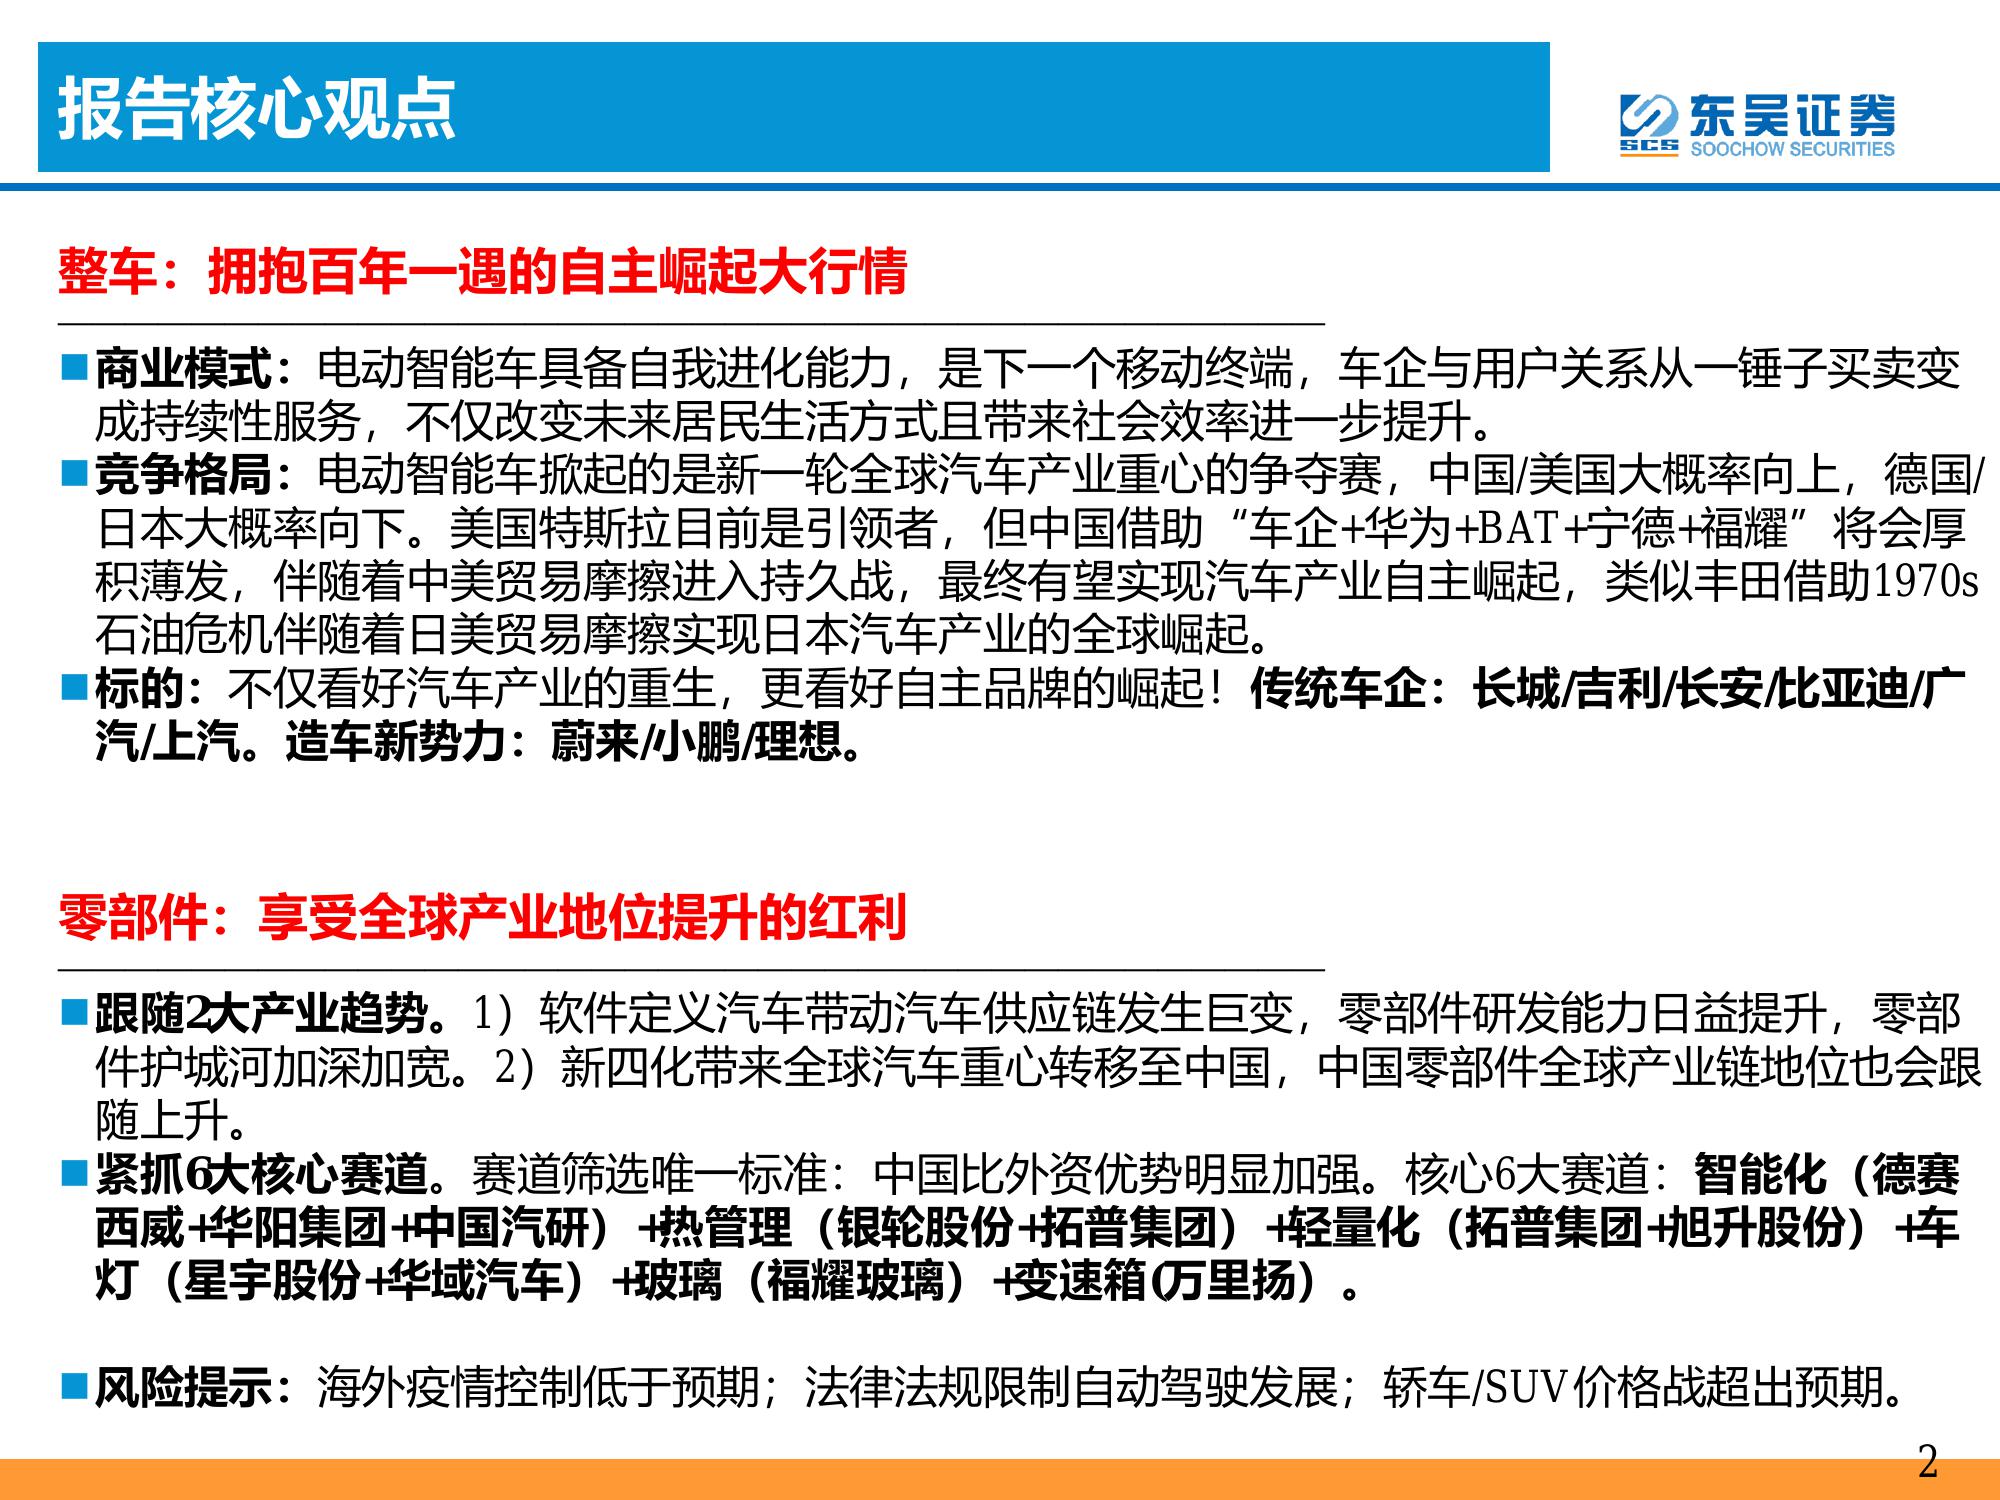 报告核心观点
东吴证券
SCS
SOOCHOW SECURITIES
整车：拥抱百年一遇的自主崛起大行情
商业模式：电动智能车具备自我进化能力，是下一个移动终端，车企与用户关系从一锤子买卖变
成持续性服务，不仅改变未来居民生活方式且带来社会效率进一步提升。
竞争格局：电动智能车掀起的是新一轮全球汽车产业重心的争夺赛，中国/美国大概率向上，德国/
日本大概率向下。美国特斯拉目前是引领者，但中国借助“车企+华为+BAT+宁德+福耀”将会厚
积薄发，伴随着中美贸易摩擦进入持久战，最终有望实现汽车产业自主崛起，类似丰田借助1970s
石油危机伴随着日美贸易摩擦实现日本汽车产业的全球崛起。
标的：不仅看好汽车产业的重生，更看好自主品牌的崛起！传统车企：长城/吉利/长安/比亚迪/广
汽/上汽。造车新势力：蔚来/小鹏/理想。
零部件：享受全球产业地位提升的红利
跟随2大产业趋势。1）软件定义汽车带动汽车供应链发生巨变，零部件研发能力日益提升，零部
件护城河加深加宽。2）新四化带来全球汽车重心转移至中国，中国零部件全球产业链地位也会跟
随上升。
紧抓6大核心赛道。赛道筛选唯一标准：中国比外资优势明显加强。核心6大赛道：智能化（德赛
西威+华阳集团+中国汽研）+热管理（银轮股份+拓普集团）+轻量化（拓普集团+旭升股份）+车
灯（星宇股份+华域汽车）+玻璃（福耀玻璃）+变速箱(万里扬）。
风险提示：海外疫情控制低于预期；法律法规限制自动驾驶发展；轿车/SUV价格战超出预期。
2